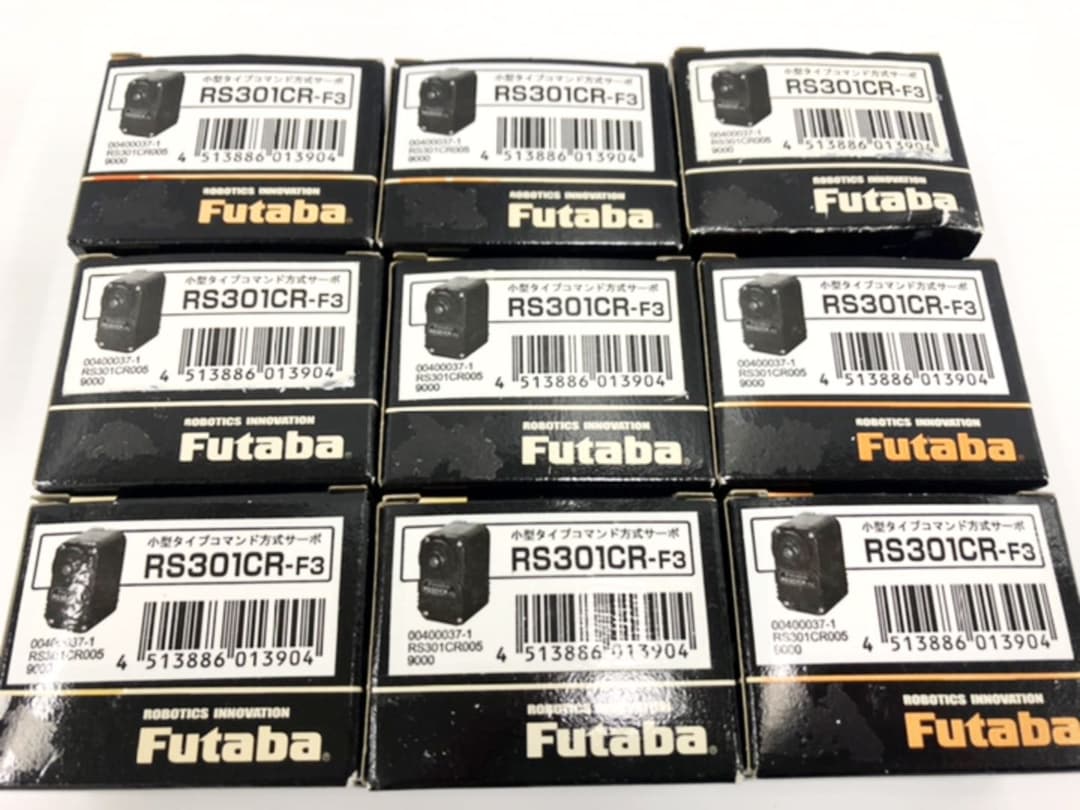 小型タイプコマンド方式サーボ
RS301CR-F3
00400037-1
RS301CR005
9000
4 513886 013904
ROBOTICS INNOVATION
Futaba
小型タイプコマンド方式サーボ
RS301CR-F3
00400037-1
RS301CR005
9000
4 513886 013904
ROBOTICS INNOVATION
Futaba
小型タイプコマンド方式サーボ
RS301CR-F3
00400037-1
RS301CR005
9000
4 513886 013904
ROBOTICS INNOVATION
Futaba
小型タイプコマンド方式サーボ
RS301CR-F3
00400037-1
RS301CR005
9000
4 513886 013904
ROBOTICS INNOVATION
Futaba
小型タイプコマンド方式サーボ
RS301CR-F3
00400037-1
RS301CR005
9000
4 513886 013904
ROBOTICS INNOVATION
Futaba
小型タイプコマンド方式サーボ
RS301CR-F3
00400037-1
RS301CR005
9000
4 513886 013904
ROBOTICS INNOVATION
Futaba
小型タイプコマンド方式サーボ
RS301CR-F3
4 513886 013904
ROBOTICS INNOVATION
Futaba
小型タイプコマンド方式サーボ
RS301CR-F3
00400037-1
RS301CR005
9000
4 513886 013904
ROBOTICS INNOVATION
Futaba
小型タイプコマンド方式サーボ
RS301CR-F3
00400037-1
RS301CR005
9000
4 513886 013904
ROBOTICS INNOVATION
Futaba